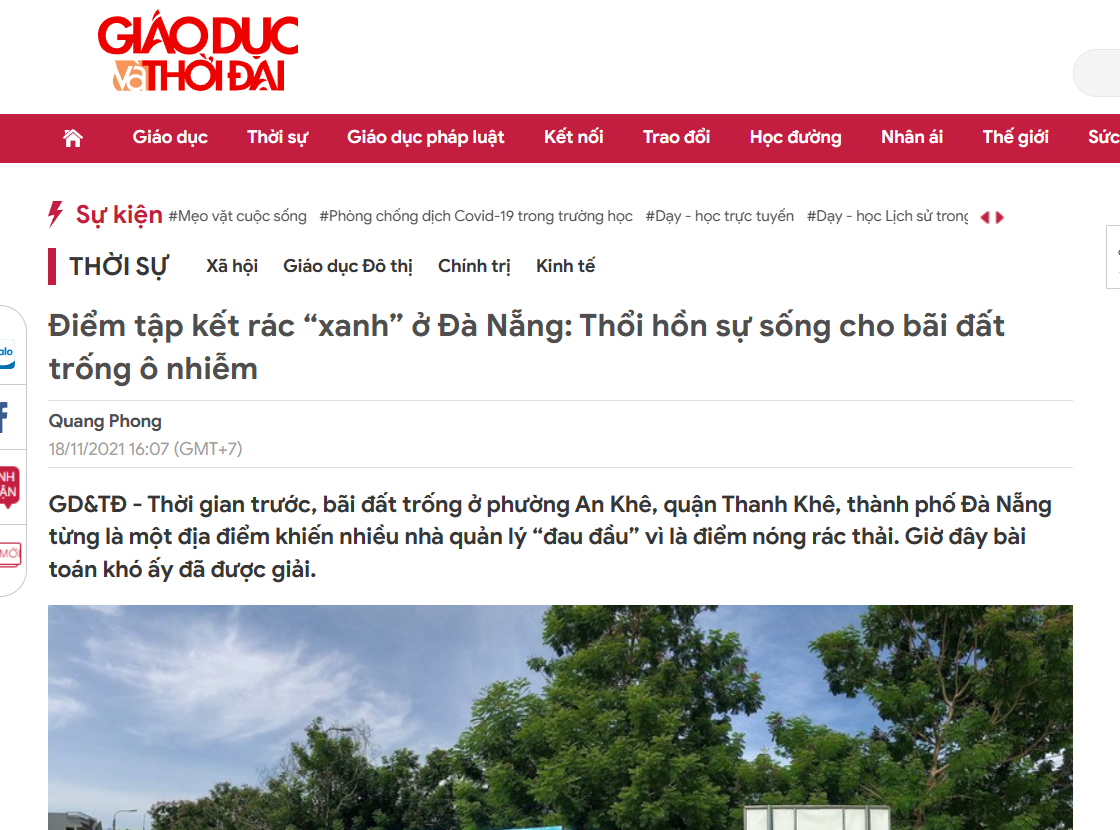 GIÁO DỤC
và THỜI ĐẠI
Giáo dục Thời sự Giáo dục pháp luật Kết nối Trao đổi Học đường Nhân ái Thế giới Sức
Sự kiện #Mẹo vặt cuộc sống #Phòng chống dịch Covid-19 trong trường học #Dạy - học trực tuyến #Dạy - học Lịch sử trong
THỜI SỰ Xã hội Giáo dục Đô thị Chính trị Kinh tế
Điểm tập kết rác “xanh” ở Đà Nẵng: Thổi hồn sự sống cho bãi đất
trống ô nhiễm
alo
Quang Phong
18/11/2021 16:07 (GMT+7)
NH
ẬN
GD&TĐ - Thời gian trước, bãi đất trống ở phường An Khê, quận Thanh Khê, thành phố Đà Nẵng
từng là một địa điểm khiến nhiều nhà quản lý “đau đầu” vì là điểm nóng rác thải. Giờ đây bài
MỚI
toán khó ấy đã được giải.